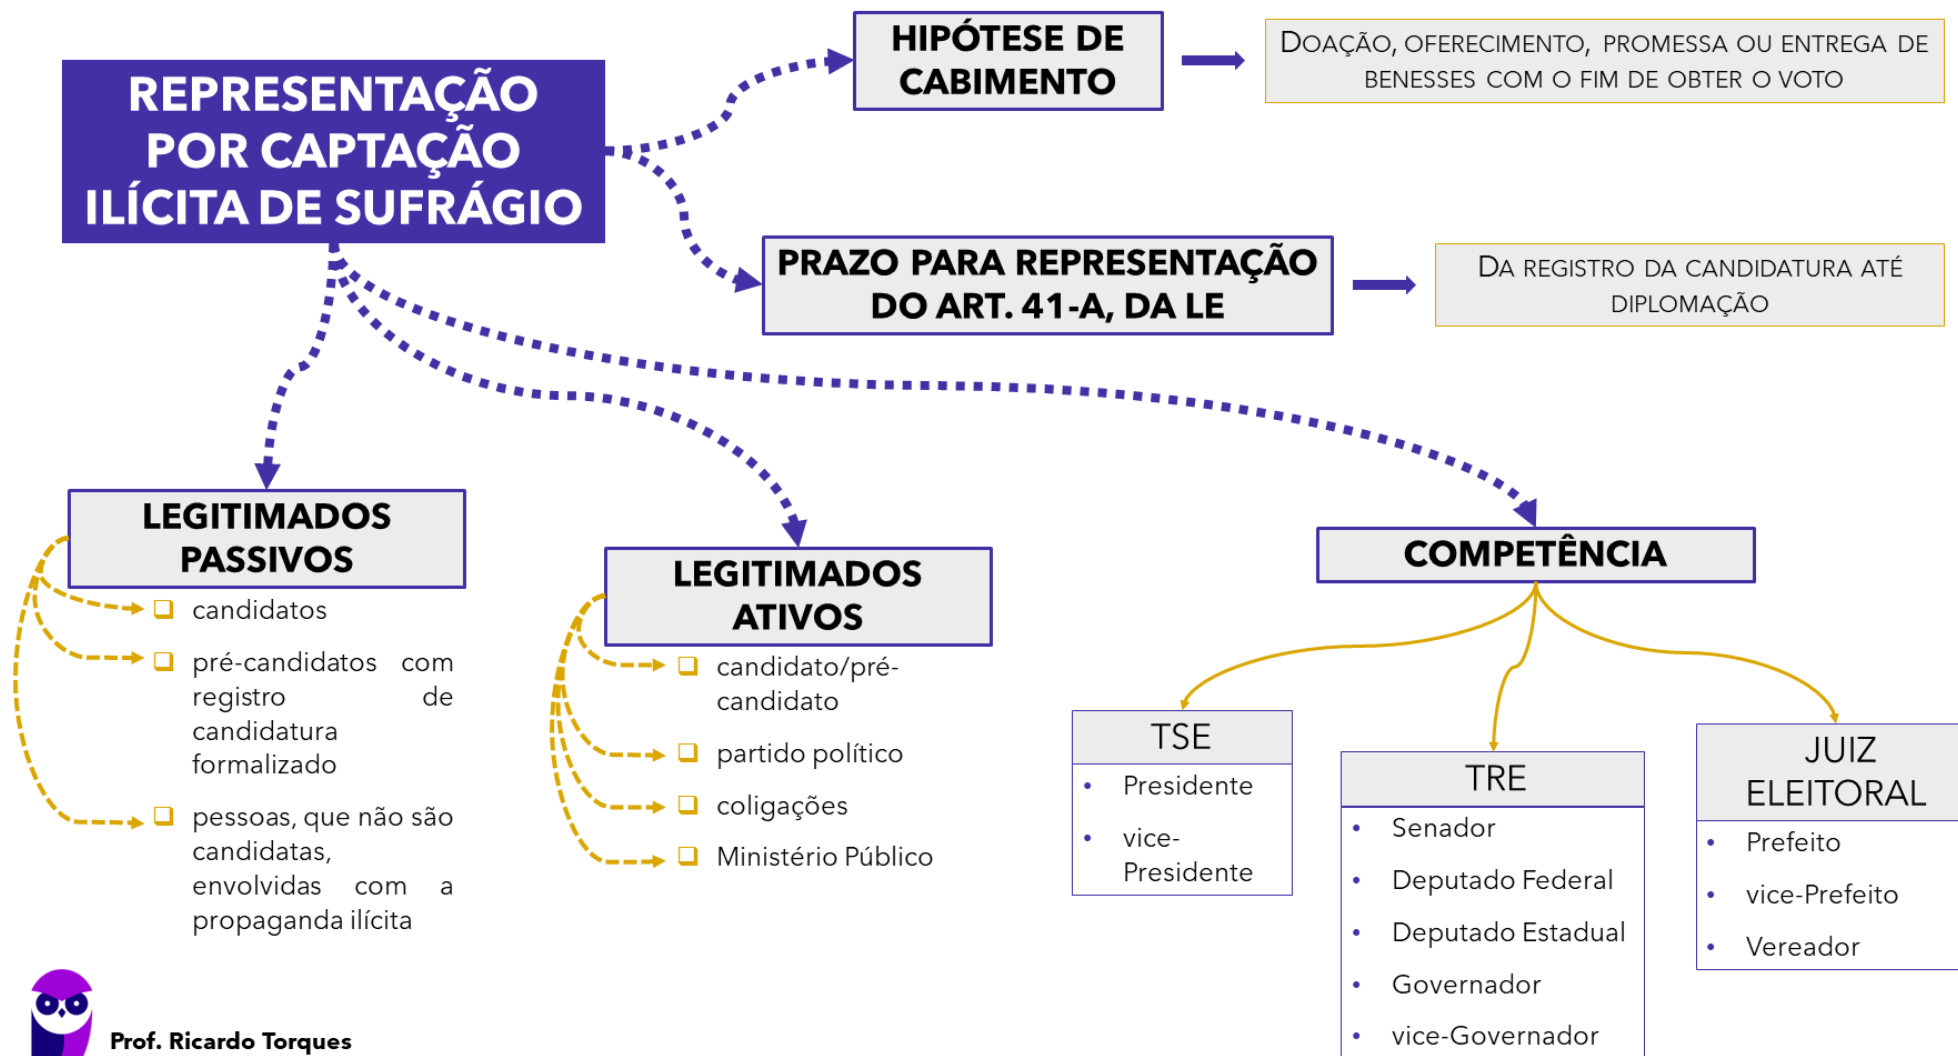 REPRESENTAÇÃO
POR CAPTAÇÃO
ILÍCITA DE SUFRÁGIO
HIPÓTESE DE
CABIMENTO
DOAÇÃO, OFERECIMENTO, PROMESSA OU ENTREGA DE
BENESSES COM O FIM DE OBTER O VOTO
PRAZO PARA REPRESENTAÇÃO
DO ART. 41-A, DA LE
DA REGISTRO DA CANDIDATURA ATÉ
DIPLOMAÇÃO
LEGITIMADOS
PASSIVOS
candidatos
pré-candidatos com
registro de
candidatura
formalizado
pessoas, que não são
candidatas,
envolvidas com a
propaganda ilícita
LEGITIMADOS
ATIVOS
candidato/pré-
candidato
partido político
coligações
Ministério Público
COMPETÊNCIA
TSE
• Presidente
• vice-
Presidente
TRE
• Senador
• Deputado Federal
• Deputado Estadual
• Governador
• vice-Governador
JUIZ
ELEITORAL
• Prefeito
• vice-Prefeito
• Vereador
Prof. Ricardo Torques